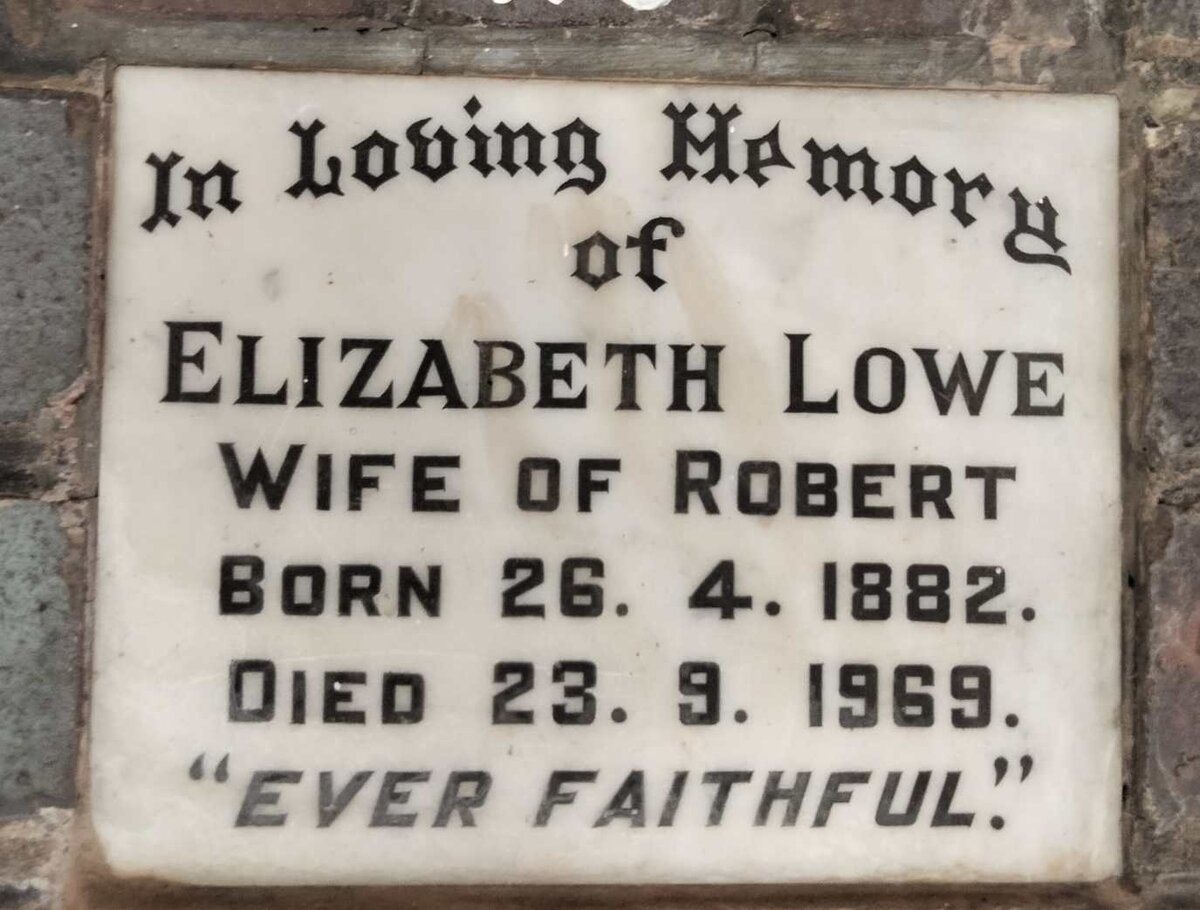 In Loving Memory
of
ELIZABETH LOWE
WIFE OF ROBERT
BORN 26. 4. 1882.
DIED 23. 9. 1969.
“EVER FAITHFUL.”